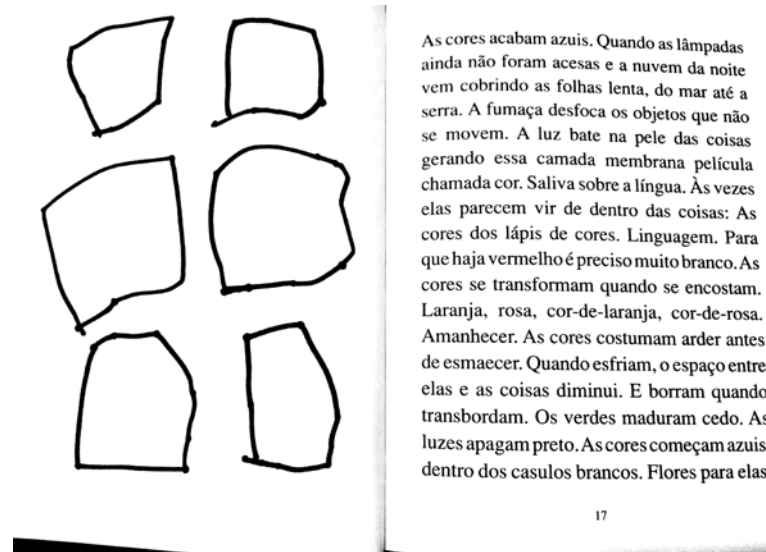 As cores acabam azuis. Quando as lâmpadas
ainda não foram acesas e a nuvem da noite
vem cobrindo as folhas lenta, do mar até a
serra. A fumaça desfoca os objetos que não
se movem. A luz bate na pele das coisas
gerando essa camada membrana película
chamada cor. Saliva sobre a língua. Às vezes
elas parecem vir de dentro das coisas: As
cores dos lápis de cores. Linguagem. Para
que haja vermelho é preciso muito branco. As
cores se transformam quando se encostam.
Laranja, rosa, cor-de-laranja, cor-de-rosa.
Amanhecer. As cores costumam arder antes
de esmaecer. Quando esfriam, o espaço entre
elas e as coisas diminui. E borram quando
transbordam. Os verdes maduram cedo. As
luzes apagam preto. As cores começam azuis
dentro dos casulos brancos. Flores para elas
17